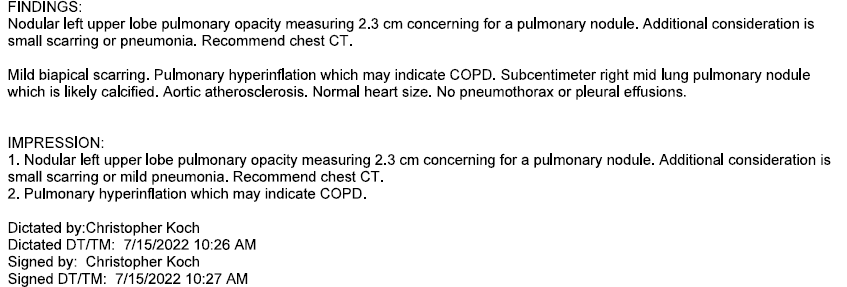 FINDINGS:
Nodular left upper lobe pulmonary opacity measuring 2.3 cm concerning for a pulmonary nodule. Additional consideration is
small scarring or pneumonia. Recommend chest CT.
Mild biapical scarring. Pulmonary hyperinflation which may indicate COPD. Subcentimeter right mid lung pulmonary nodule
which is likely calcified. Aortic atherosclerosis. Normal heart size. No pneumothorax or pleural effusions.
IMPRESSION:
1. Nodular left upper lobe pulmonary opacity measuring 2.3 cm concerning for a pulmonary nodule. Additional consideration is
small scarring or mild pneumonia. Recommend chest CT.
2. Pulmonary hyperinflation which may indicate COPD.
Dictated by:Christopher Koch
Dictated DT/TM: 7/15/2022 10:26 AM
Signed by: Christopher Koch
Signed DT/TM: 7/15/2022 10:27 AM